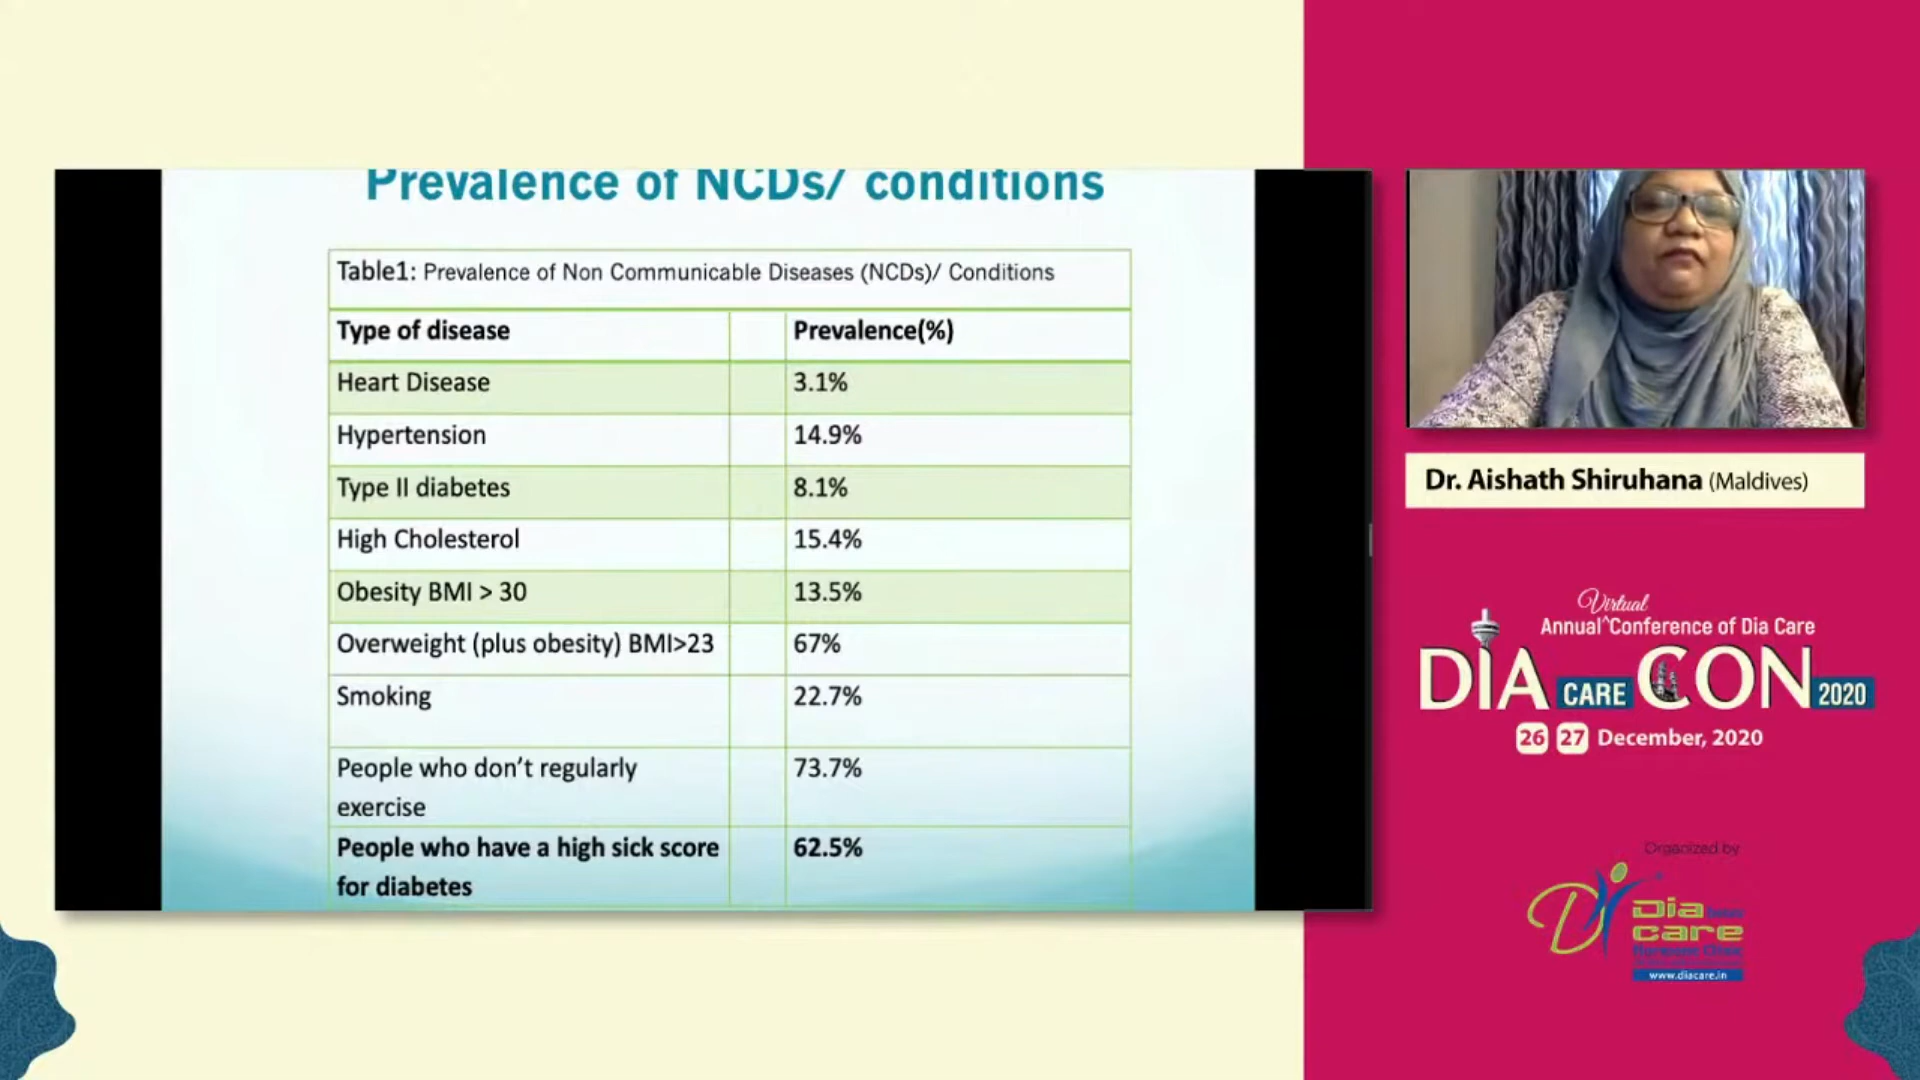 Prevalence of NCDs/ conditions
Table1: Prevalence of Non Communicable Diseases (NCDs)/ Conditions
Type of disease Prevalence(%)
Heart Disease 3.1%
Hypertension 14.9%
Type II diabetes 8.1%
High Cholesterol 15.4%
Obesity BMI > 30 13.5%
Overweight (plus obesity) BMI>23 67%
Smoking 22.7%
People who don't regularly 73.7%
exercise
People who have a high sick score 62.5%
for diabetes
Dr. Aishath Shiruhana (Maldives)
Virtual
Annual ^Conference of Dia Care
DIA CARE CON 2020
26 27 December, 2020
Organized by
Dia
care
www.diacare.in